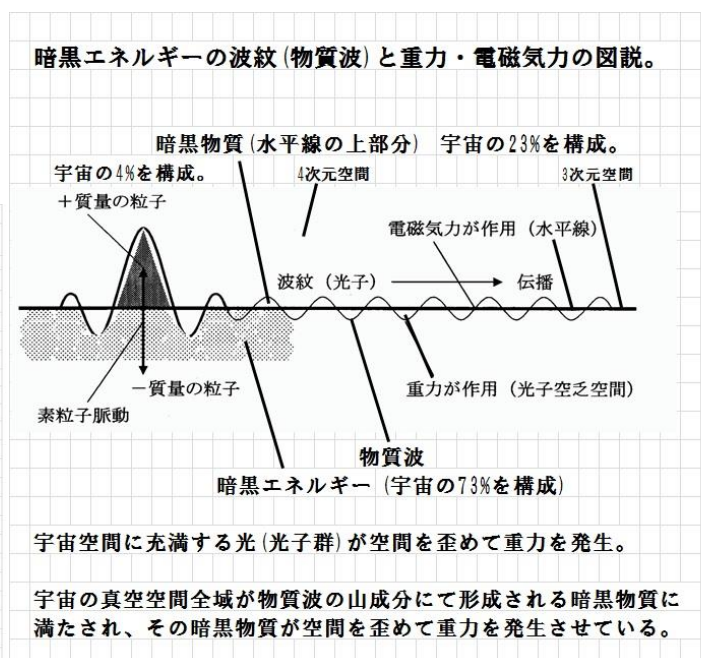 暗黒エネルギーの波紋(物質波)と重力・電磁気力の図説。
暗黒物質(水平線の上部分) 宇宙の23%を構成。
宇宙の4%を構成。
4次元空間
3次元空間
+質量の粒子
電磁気力が作用(水平線)
波紋(光子)
伝播
-質量の粒子
重力が作用(光子空乏空間)
素粒子脈動
物質波
暗黒エネルギー(宇宙の73%を構成)
宇宙空間に充満する光(光子群)が空間を歪めて重力を発生。
宇宙の真空空間全域が物質波の山成分にて形成される暗黒物質に
満たされ、その暗黒物質が空間を歪めて重力を発生させている。